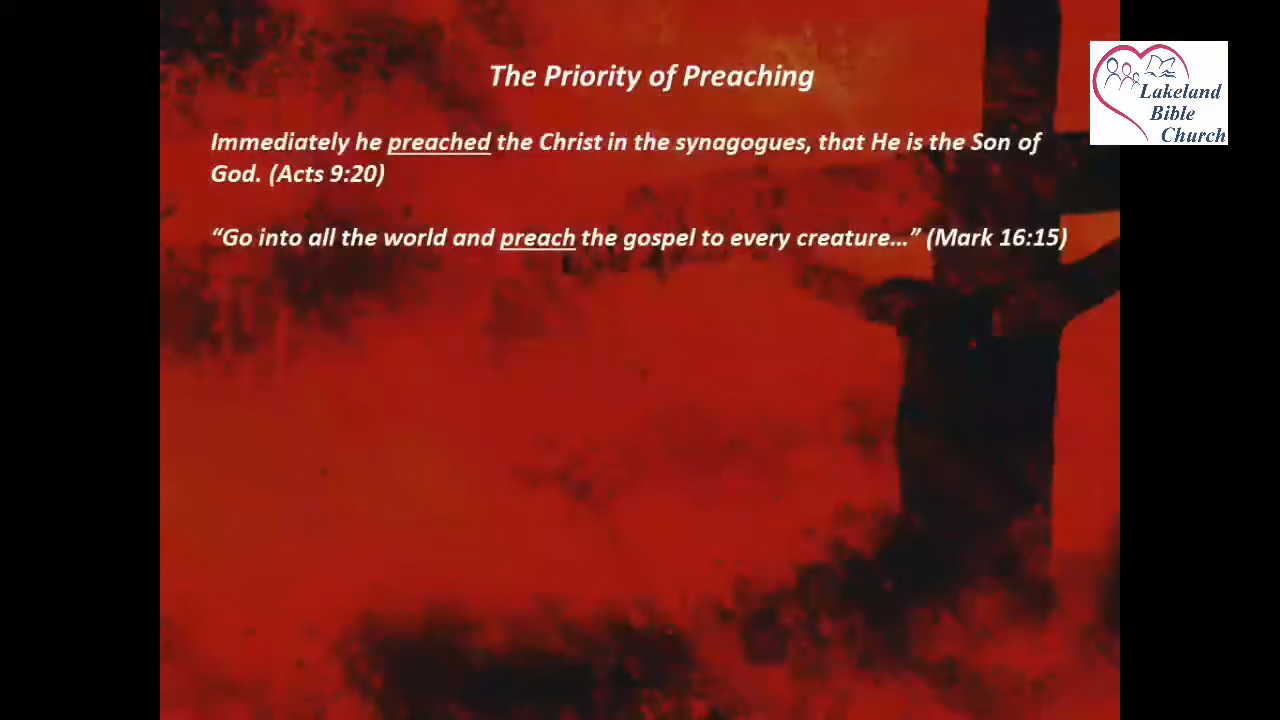 The Priority of Preaching
Immediately he preached the Christ in the synagogues, that He is the Son of
God. (Acts 9:20)
“Go into all the world and preach the gospel to every creature…” (Mark 16:15)
Lakeland
Bible
Church